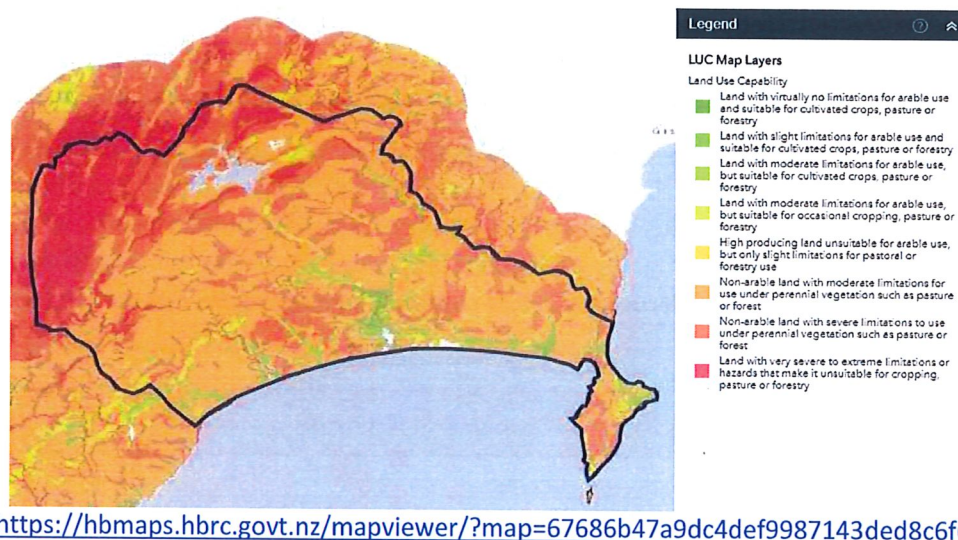 Legend
LUC Map Layers
Land Use Capability
Land with virtually no limitations for arable use
and suitable for cultivated crops, pasture or
forestry
Land with slight limitations for arable use and
suitable for cultivated crops, pasture or forestry
Land with moderate limitations for arable use,
but suitable for cultivated crops, pasture or
forestry
Land with moderate limitations for arable use,
but suitable for occasional cropping, pasture or
forestry
High producing land unsuitable for arable use,
but only slight limitations for pastoral or
forestry use
Non-arable land with moderate limitations for
use under perennial vegetation such as pasture
or forest
Non-arable land with severe limitations to use
under perennial vegetation such as pasture or
forest
Land with very severe to extreme limitations or
hazards that make it unsuitable for cropping,
pasture or forestry
https://hbmaps.hbrc.govt.nz/mapviewer/?map=67686b47a9dc4def9987143ded8c6f